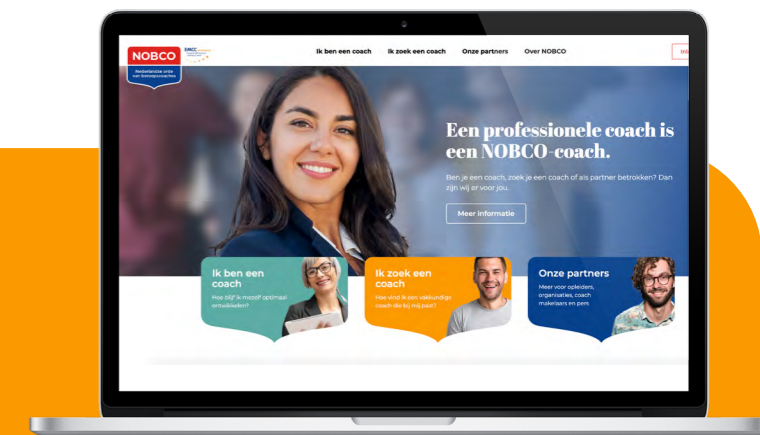 NOBCO
Nederlandse orde
van beroepscoaches
EMCC
Ik ben een coach
Ik zoek een coach
Onze partners
Over NOBCO
Een professionele coach is
een NOBCO-coach.
Ben je een coach, zoek je een coach of als partner betrokken? Dan
zijn wij er voor jou.
Meer informatie
Ik ben een
coach
Hoe blijf ik mezelf optimaal
ontwikkelen?
Ik zoek een
coach
Hoe vind ik een vakkundige
coach die bij mij past?
Onze partners
Meer voor opleiders,
organisaties, coach
makelaars en pers